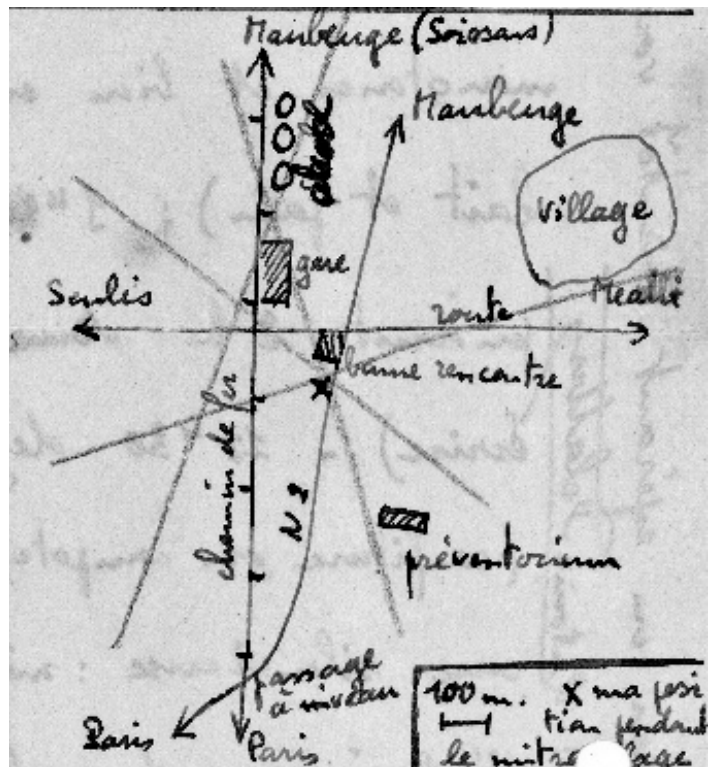 Maubeuge (Soissons)
Maubeuge
village
gare
Senlis
Meaux
route
bonne rencontre
chemin de fer
N 2
préventorium
passage
à niveau
Paris
Paris
100 m. X ma posi
tion pendant
le mitraillage